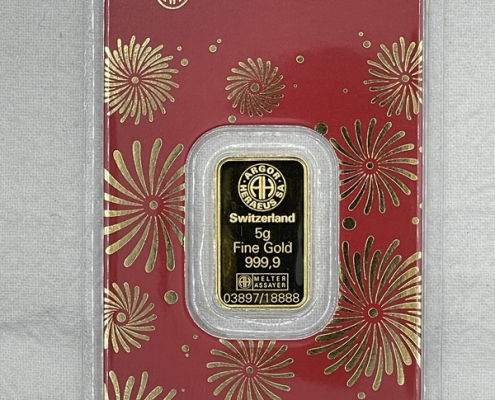 ARGOR
HERAEUS SA
Switzerland
5g
Fine Gold
999,9
MELTER
ASSAYER
03897/18888